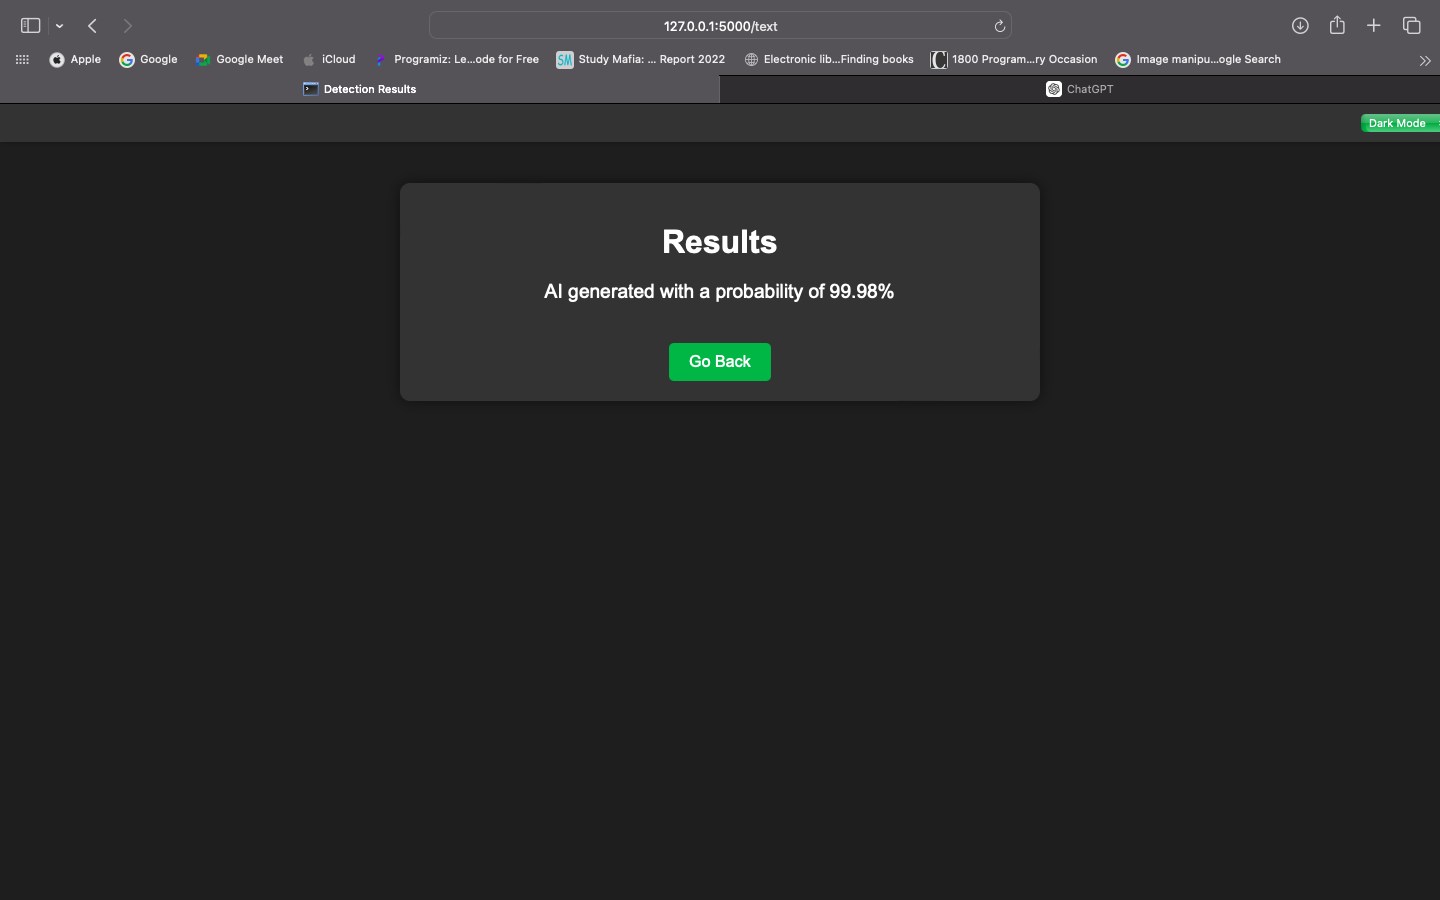 127.0.0.1:5000/text
Apple Google Google Meet iCloud Programiz: Le...ode for Free SM Study Mafia: ... Report 2022 Electronic lib...Finding books C 1800 Program...ry Occasion Image manipu...ogle Search
Detection Results ChatGPT
Dark Mode
Results
AI generated with a probability of 99.98%
Go Back